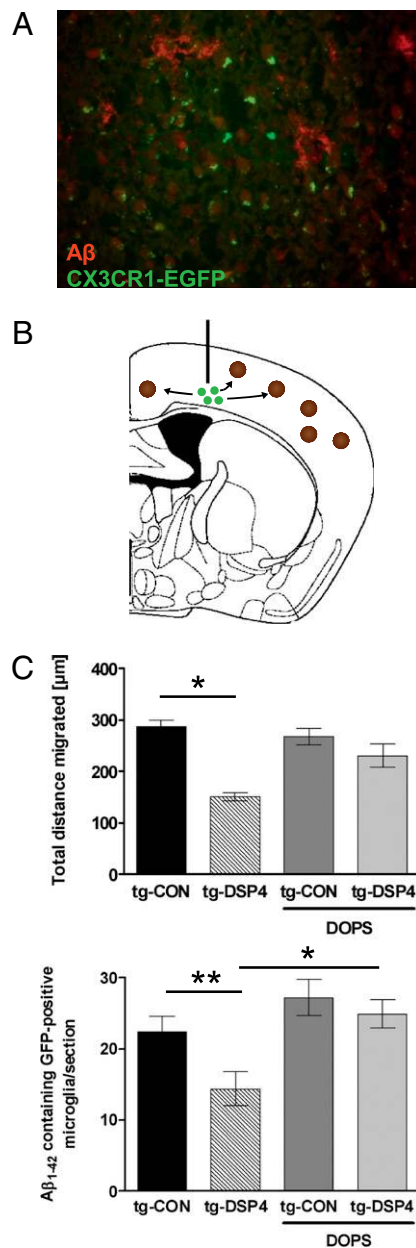 A
Aβ
CX3CR1-EGFP
B
C
Total distance migrated [µm]
400
300
200
100
0
*
tg-CON tg-DSP4 tg-CON tg-DSP4
DOPS
Aβ1-42 containing GFP-positive
microglia/section
30
20
10
0
**
*
tg-CON tg-DSP4 tg-CON tg-DSP4
DOPS